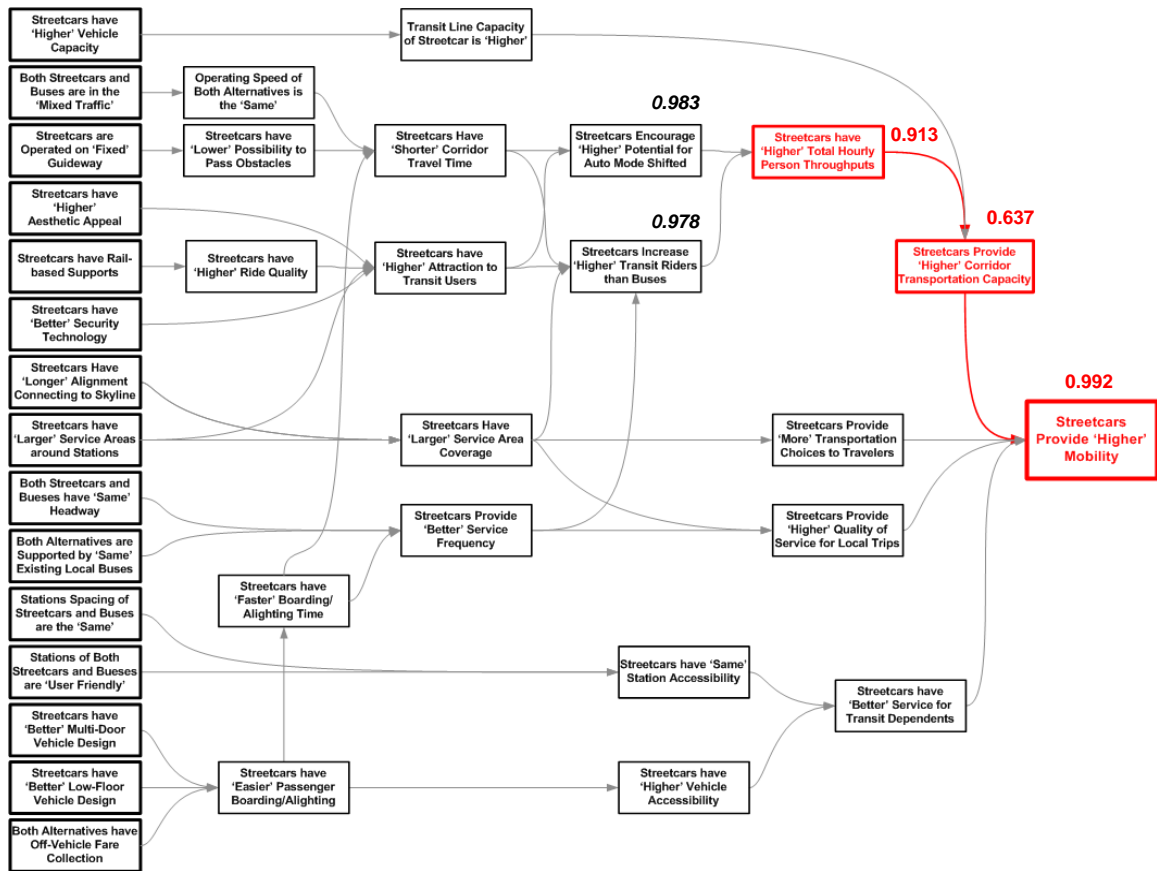 Streetcars have
‘Higher’ Vehicle
Capacity
Transit Line Capacity
of Streetcar is ‘Higher’
Both Streetcars and
Buses are in the
‘Mixed Traffic’
Operating Speed of
Both Alternatives is
the ‘Same’
0.983
Streetcars are
Operated on ‘Fixed’
Guideway
Streetcars have
‘Lower’ Possibility to
Pass Obstacles
Streetcars Have
‘Shorter’ Corridor
Travel Time
Streetcars Encourage
‘Higher’ Potential for
Auto Mode Shifted
Streetcars have
‘Higher’ Total Hourly
Person Throughputs
0.913
Streetcars have
‘Higher’
Aesthetic Appeal
0.978
0.637
Streetcars have Rail-
based Supports
Streetcars have
‘Higher’ Ride Quality
Streetcars have
‘Higher’ Attraction to
Transit Users
Streetcars Increase
‘Higher’ Transit Riders
than Buses
Streetcars Provide
‘Higher’ Corridor
Transportation Capacity
Streetcars have
‘Better’ Security
Technology
Streetcars Have
‘Longer’ Alignment
Connecting to Skyline
0.992
Streetcars have
‘Larger’ Service Areas
around Stations
Streetcars Have
‘Larger’ Service Area
Coverage
Streetcars Provide
‘More’ Transportation
Choices to Travelers
Streetcars
Provide ‘Higher’
Mobility
Both Streetcars and
Bueses have ‘Same’
Headway
Streetcars Provide
‘Better’ Service
Frequency
Streetcars Provide
‘Higher’ Quality of
Service for Local Trips
Both Alternatives are
Supported by ‘Same’
Existing Local Buses
Streetcars have
‘Faster’ Boarding/
Alighting Time
Stations Spacing of
Streetcars and Buses
are the ‘Same’
Stations of Both
Streetcars and Bueses
are ‘User Friendly’
Streetcars have ‘Same’
Station Accessibility
Streetcars have
‘Better’ Service for
Transit Dependents
Streetcars have
‘Better’ Multi-Door
Vehicle Design
Streetcars have
‘Better’ Low-Floor
Vehicle Design
Streetcars have
‘Easier’ Passenger
Boarding/Alighting
Streetcars have
‘Higher’ Vehicle
Accessibility
Both Alternatives have
Off-Vehicle Fare
Collection